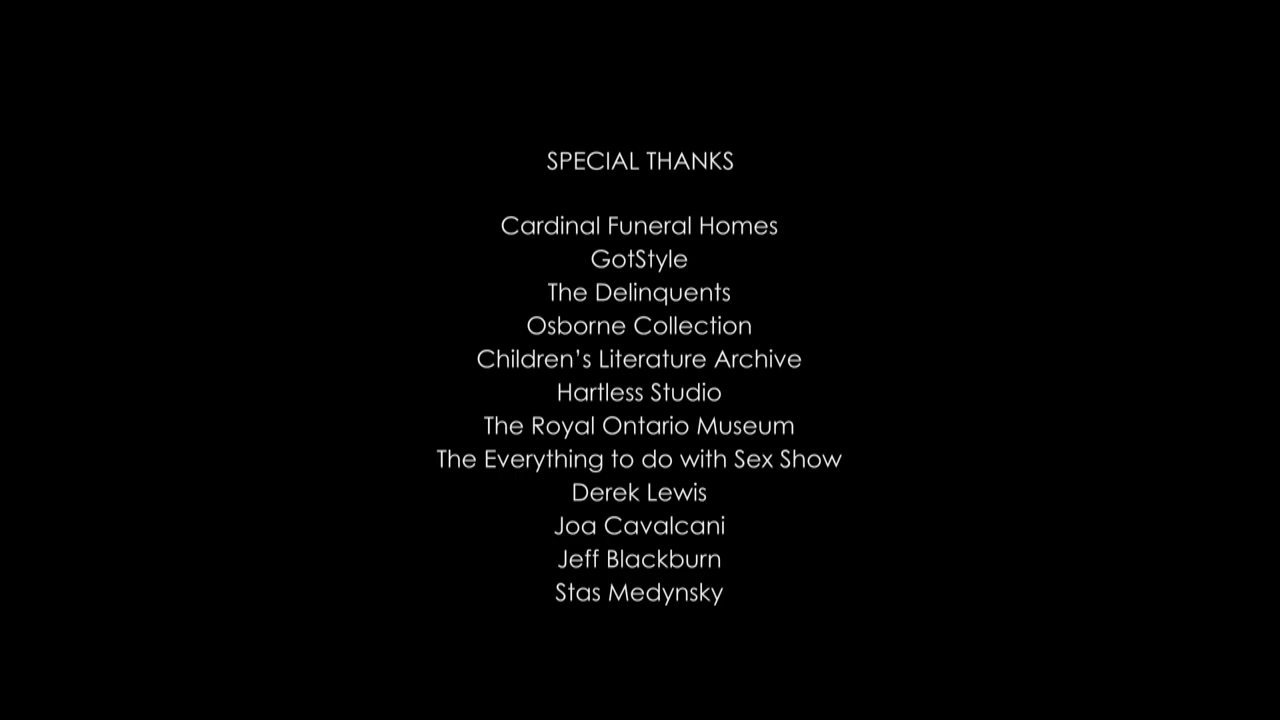 SPECIAL THANKS
Cardinal Funeral Homes
GotStyle
The Delinquents
Osborne Collection
Children’s Literature Archive
Hartless Studio
The Royal Ontario Museum
The Everything to do with Sex Show
Derek Lewis
Joa Cavalcani
Jeff Blackburn
Stas Medynsky